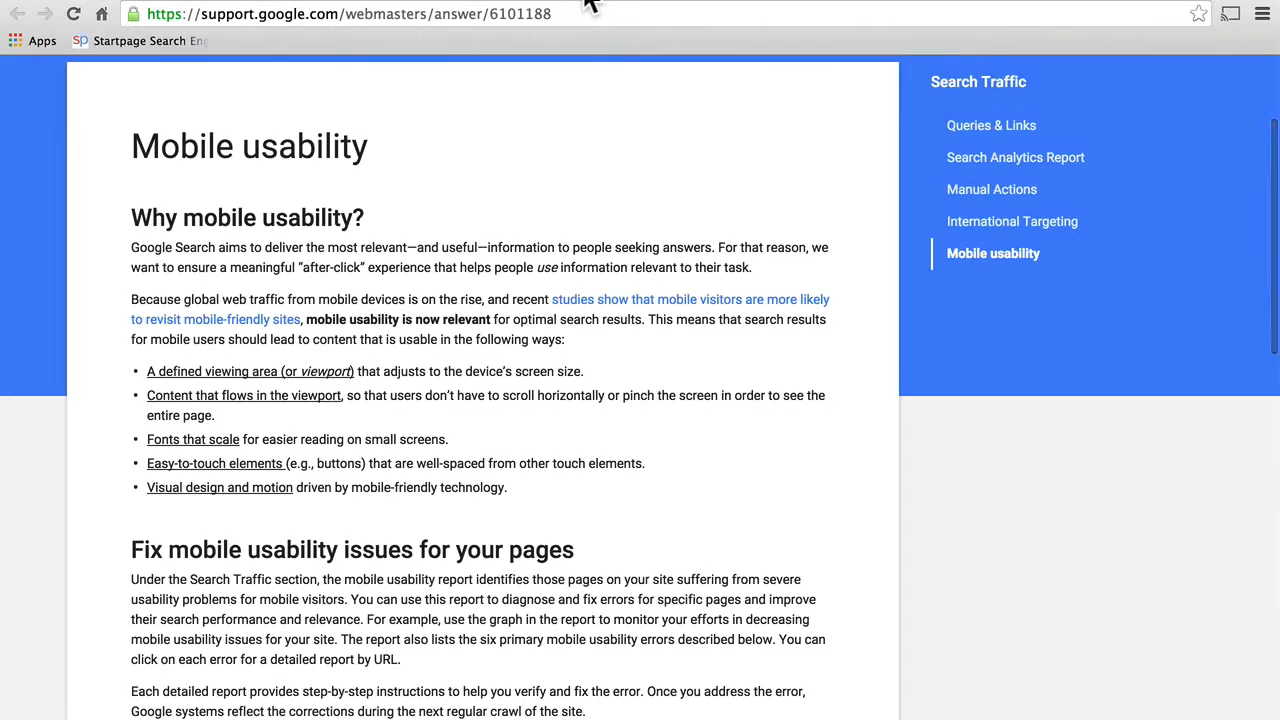 https://support.google.com/webmasters/answer/6101188
Apps
Startpage Search Eng
Mobile usability
Why mobile usability?
Google Search aims to deliver the most relevant—and useful—information to people seeking answers. For that reason, we
want to ensure a meaningful “after-click” experience that helps people use information relevant to their task.
Because global web traffic from mobile devices is on the rise, and recent studies show that mobile visitors are more likely
to revisit mobile-friendly sites, mobile usability is now relevant for optimal search results. This means that search results
for mobile users should lead to content that is usable in the following ways:
• A defined viewing area (or viewport) that adjusts to the device’s screen size.
• Content that flows in the viewport, so that users don’t have to scroll horizontally or pinch the screen in order to see the
entire page.
• Fonts that scale for easier reading on small screens.
• Easy-to-touch elements (e.g., buttons) that are well-spaced from other touch elements.
• Visual design and motion driven by mobile-friendly technology.
Fix mobile usability issues for your pages
Under the Search Traffic section, the mobile usability report identifies those pages on your site suffering from severe
usability problems for mobile visitors. You can use this report to diagnose and fix errors for specific pages and improve
their search performance and relevance. For example, use the graph in the report to monitor your efforts in decreasing
mobile usability issues for your site. The report also lists the six primary mobile usability errors described below. You can
click on each error for a detailed report by URL.
Each detailed report provides step-by-step instructions to help you verify and fix the error. Once you address the error,
Google systems reflect the corrections during the next regular crawl of the site.
Search Traffic
Queries & Links
Search Analytics Report
Manual Actions
International Targeting
Mobile usability